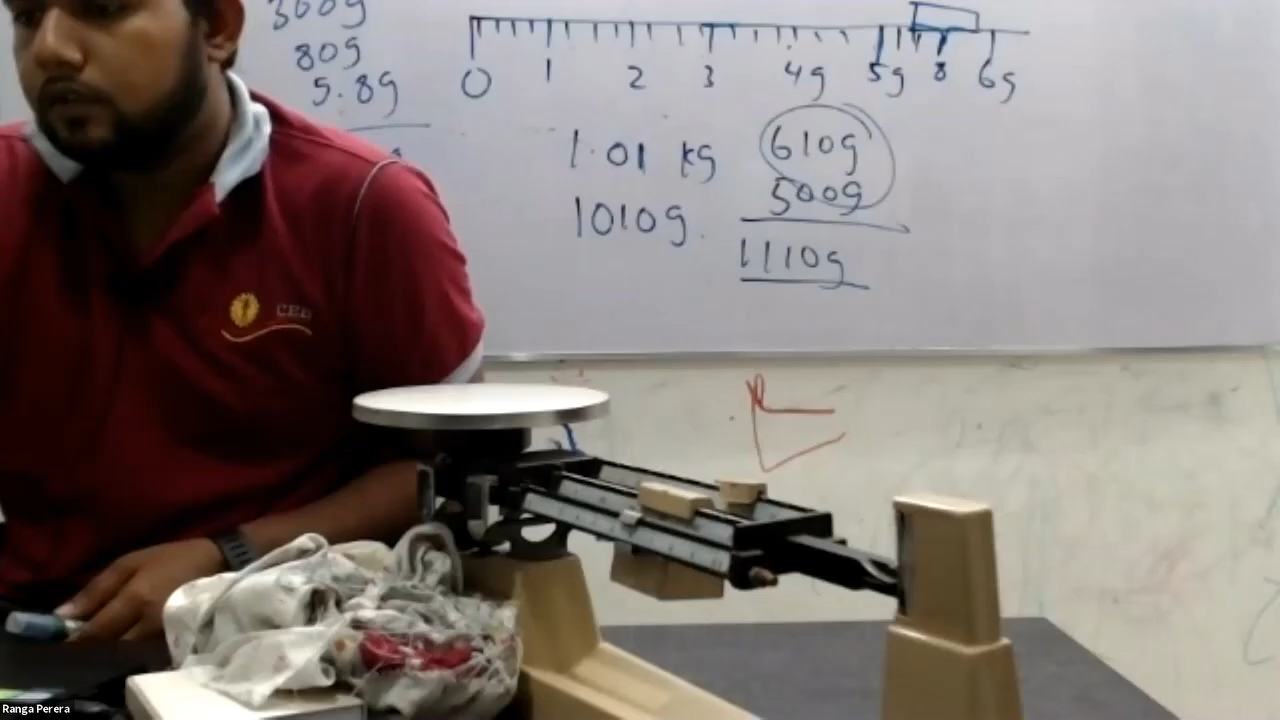 300g
80g
5.8g
0 1 2 3 4g 5g 8 6g
1.01 kg
1010g.
610g
500g
1110g
CEB
Ranga Perera